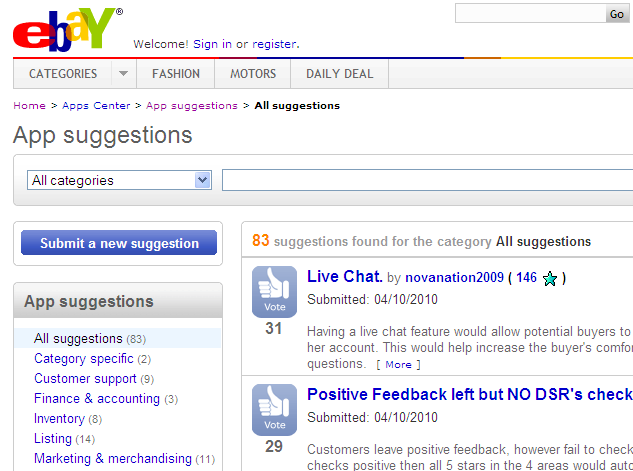 ebaY®
Go
Welcome! Sign in or register.
CATEGORIES FASHION MOTORS DAILY DEAL
Home > Apps Center > App suggestions > All suggestions
App suggestions
All categories
Submit a new suggestion
83 suggestions found for the category All suggestions
App suggestions
All suggestions (83)
Category specific (2)
Customer support (9)
Finance & accounting (3)
Inventory (8)
Listing (14)
Marketing & merchandising (11)
Vote
31
Live Chat. by novanation2009 ( 146 )
Submitted: 04/10/2010
Having a live chat feature would allow potential buyers to
her account. This would help increase the buyer's comfo
questions. [ More ]
Vote
29
Positive Feedback left but NO DSR's check
Submitted: 04/10/2010
Customers leave positive feedback, however fail to check
checks positive then all 5 stars in the 4 areas would auto